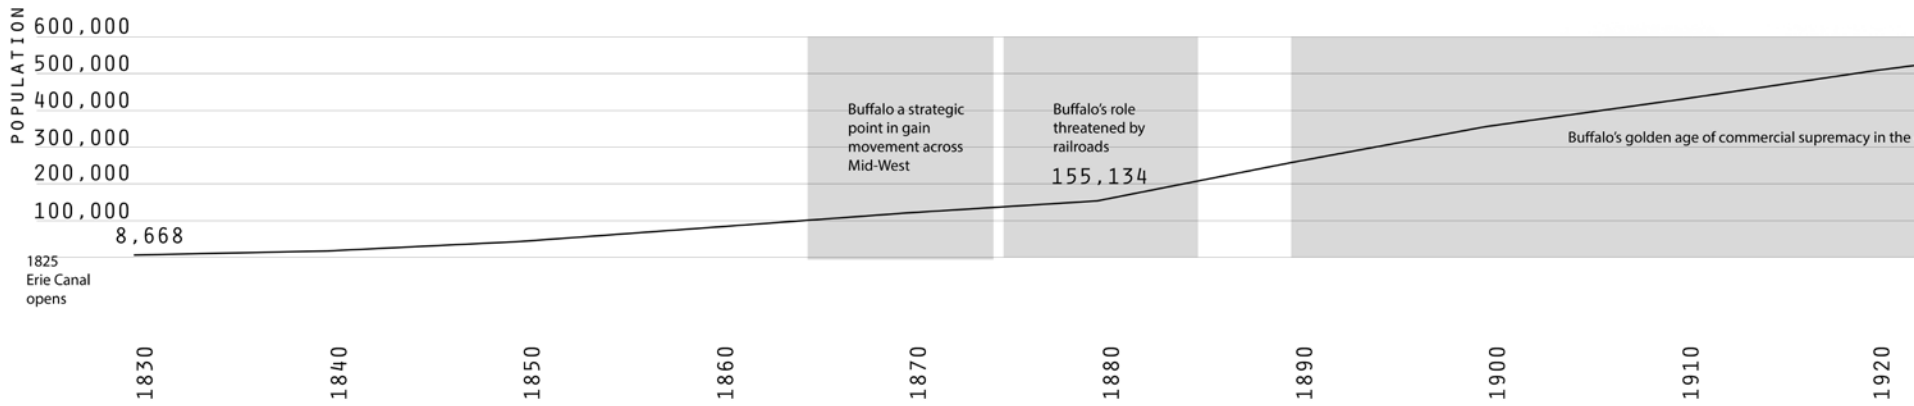 POPULATION
600,000
500,000
400,000
300,000
200,000
100,000
8,668
1825
Erie Canal
opens
Buffalo a strategic
point in gain
movement across
Mid-West
Buffalo's role
threatened by
railroads
155,134
Buffalo's golden age of commercial supremacy in the
1830
1840
1850
1860
1870
1880
1890
1900
1910
1920